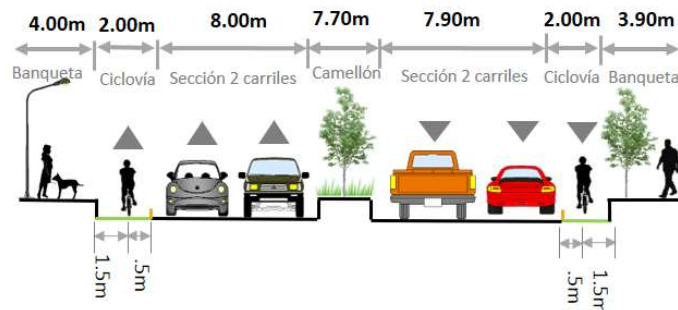 4.00m 2.00m 8.00m 7.70m 7.90m 2.00m 3.90m
Banqueta Ciclovía Sección 2 carriles Camellón Sección 2 carriles Ciclovía Banqueta
1.5m .5m .5m 1.5m